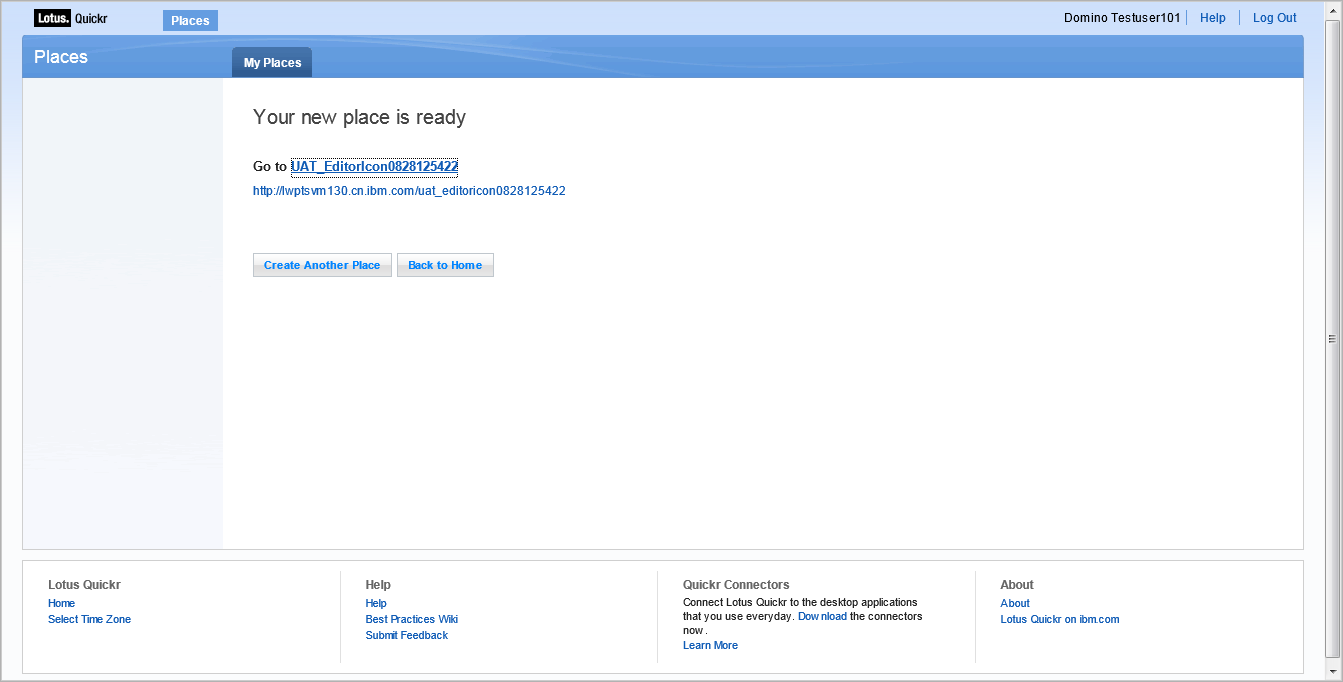 Lotus. Quickr
Places
Domino Testuser101
Help
Log Out
Places
My Places
Your new place is ready
Go to UAT_EditorIcon0828125422
http://lwptsvm130.cn.ibm.com/uat_editoricon0828125422
Create Another Place
Back to Home
Lotus Quickr
Home
Select Time Zone
Help
Help
Best Practices Wiki
Submit Feedback
Quickr Connectors
Connect Lotus Quickr to the desktop applications
that you use everyday. Download the connectors
now .
Learn More
About
About
Lotus Quickr on ibm.com